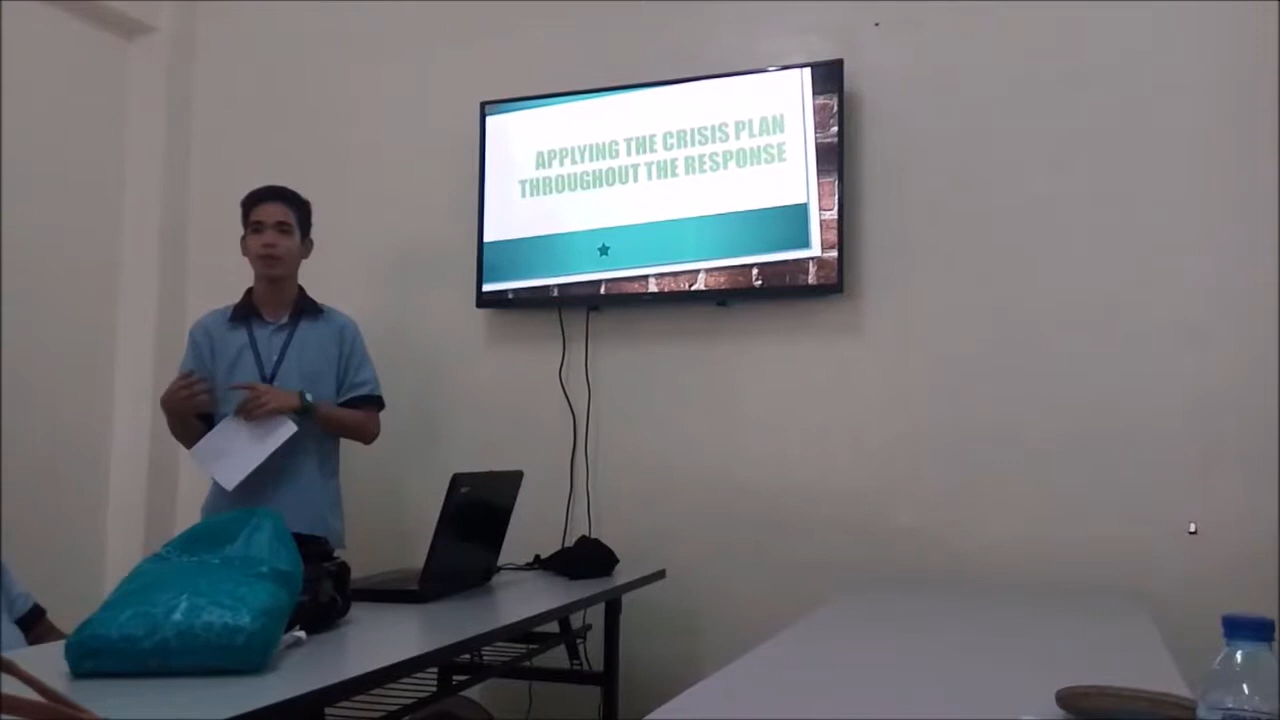 APPLYING THE CRISIS PLAN
THROUGHOUT THE RESPONSE